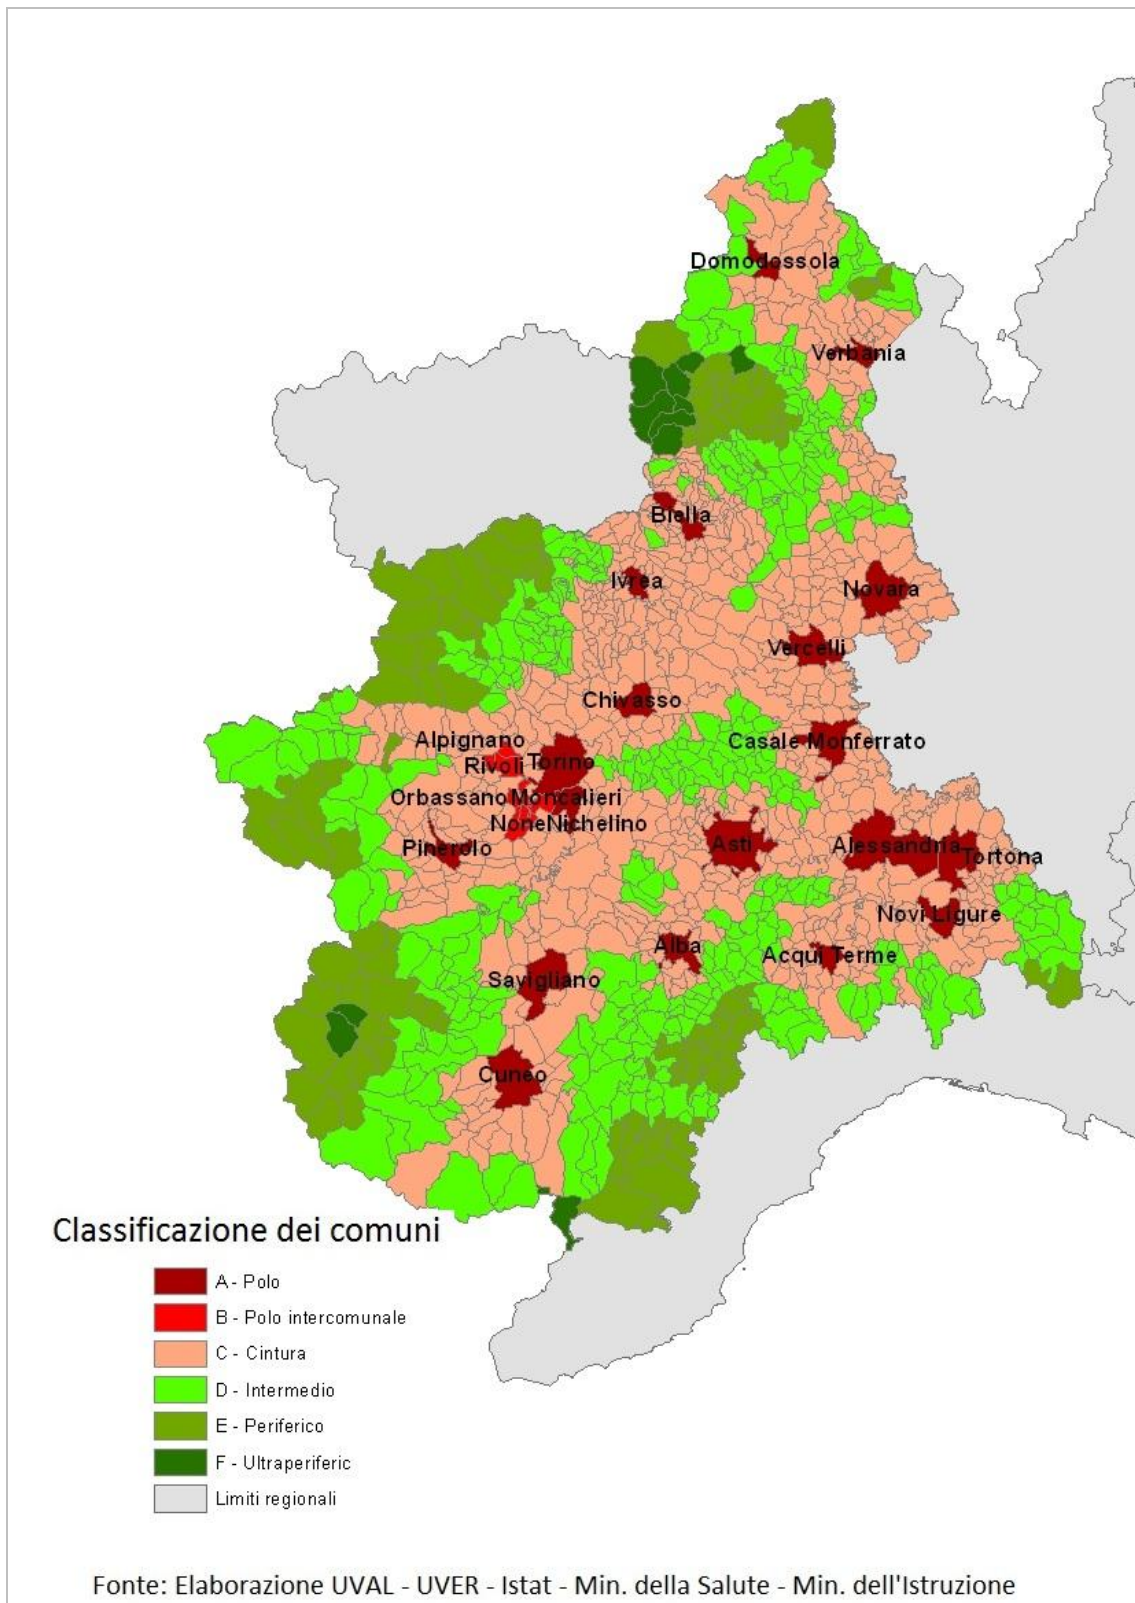 Domodossola
Verbania
Biella
Ivrea
Novara
Vercelli
Chivasso
Alpignano
Casale Monferrato
Rivoli Torino
Orbassano Moncalieri
None Nichelino
Pinerolo
Asti
Alessandria
Tortona
Novi Ligure
Alba
Acqui Terme
Savigliano
Cuneo
Classificazione dei comuni
A - Polo
B - Polo intercomunale
C - Cintura
D - Intermedio
E - Periferico
F - Ultraperiferic
Limiti regionali
Fonte: Elaborazione UVAL - UVER - Istat - Min. della Salute - Min. dell'Istruzione